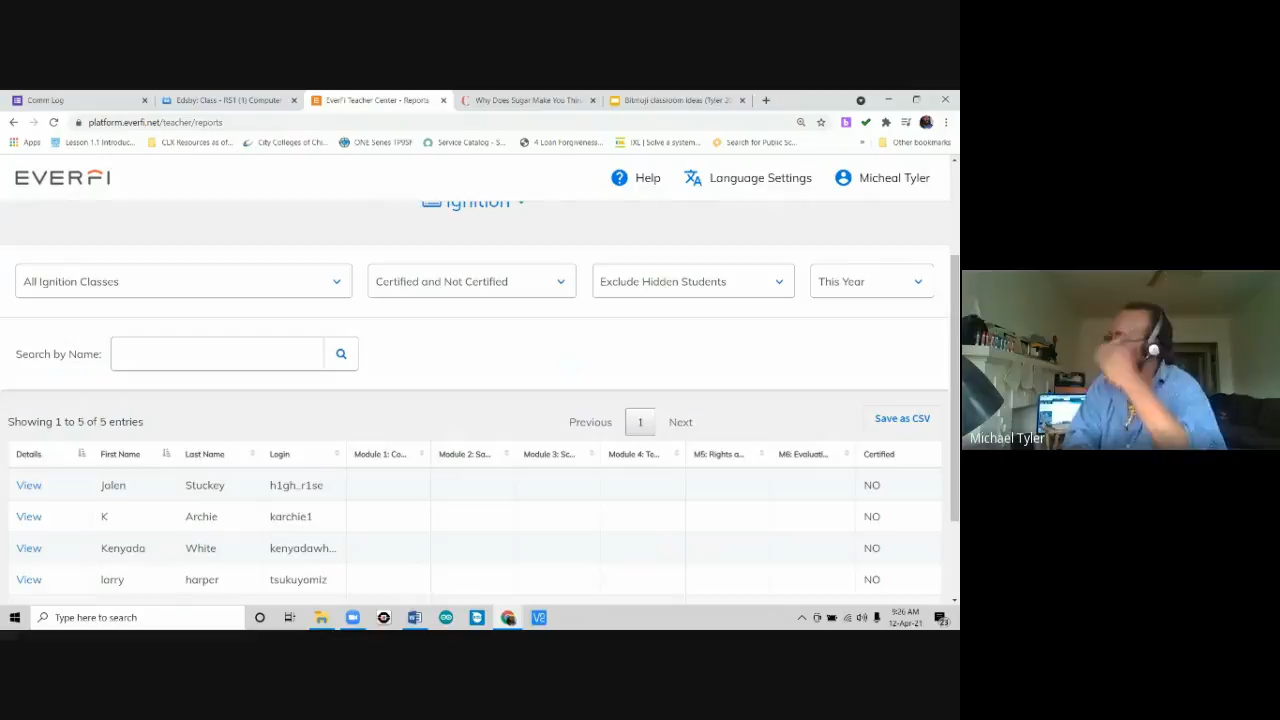 Comm Log
Edsby: Class - RS1 (1) Computer
EverFi Teacher Center - Reports
Why Does Sugar Make You Thi
Bitmoji classroom ideas (Tyler 2
platform.everfi.net/teacher/reports
Apps
Lesson 1.1 Introduc...
CLX Resources as of...
City Colleges of Chi...
ONE Series TP9SF
Service Catalog - S...
4 Loan Forgiveness...
IXL | Solve a system...
Search for Public Sc...
Other bookmarks
EVERFI
Help
Language Settings
Micheal Tyler
Ignition
All Ignition Classes
Certified and Not Certified
Exclude Hidden Students
This Year
Search by Name:
Showing 1 to 5 of 5 entries
Previous 1 Next
Save as CSV
Details First Name Last Name Login Module 1: Co... Module 2: Sa... Module 3: Sc... Module 4: Te... M5: Rights a... M6: Evaluati... Certified
View Jalen Stuckey h1gh_r1se NO
View K Archie karchie1 NO
View Kenyada White kenyadawh... NO
View larry harper tsukuyomiz NO
Type here to search
9:26 AM
12-Apr-21
23
Michael Tyler